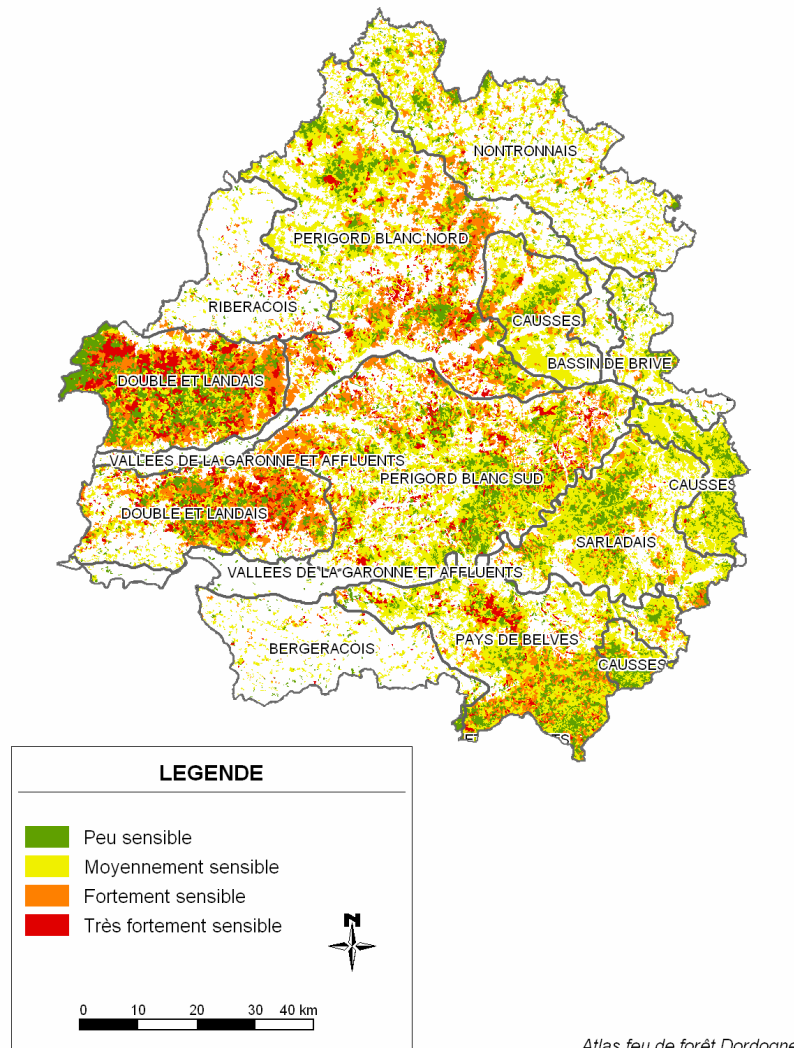 NONTRONNAIS
PERIGORD BLANC NORD
RIBERACOIS
CAUSSES
BASSIN DE BRIVE
DOUBLE ET LANDAIS
VALLEES DE LA GARONNE ET AFFLUENTS
PERIGORD BLANC SUD
CAUSSES
DOUBLE ET LANDAIS
SARLADAIS
VALLEES DE LA GARONNE ET AFFLUENTS
PAYS DE BELVES
BERGERACOIS
CAUSSES
LEGENDE
Peu sensible
Moyennement sensible
Fortement sensible
Très fortement sensible
N
0 10 20 30 40 km
Atlas feu de forêt Dordogne